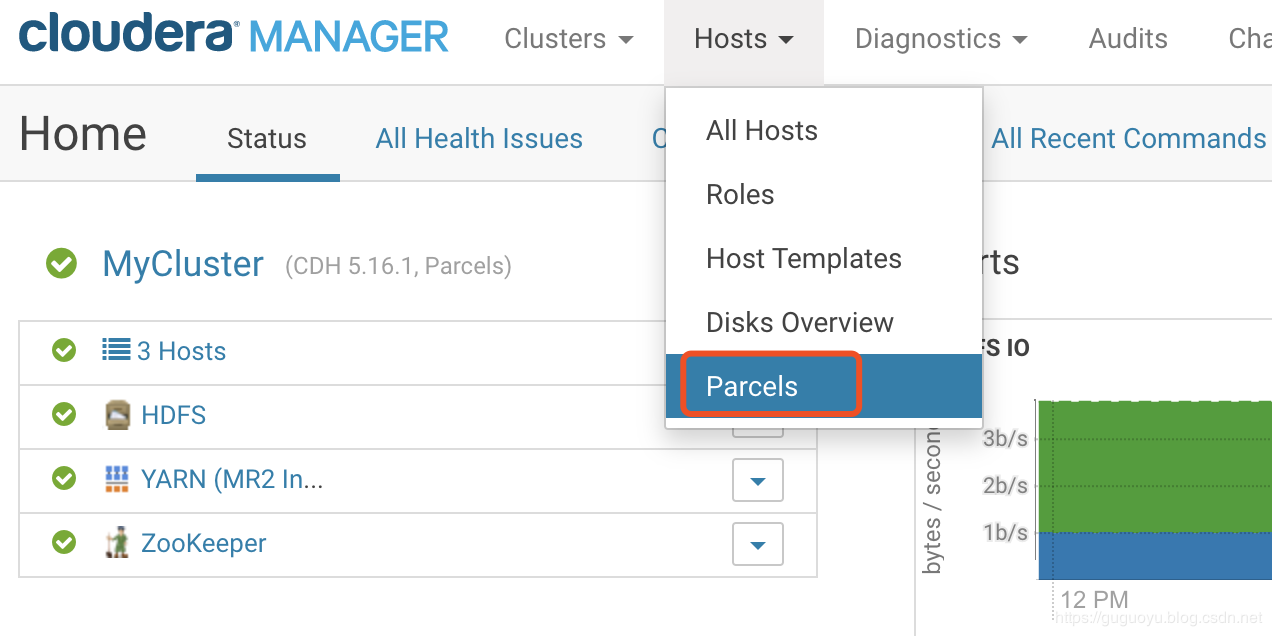 cloudera MANAGER
Clusters
Hosts
Diagnostics
Audits
Cha
Home
Status
All Health Issues
All Recent Commands
All Hosts
Roles
Host Templates
Disks Overview
Parcels
MyCluster (CDH 5.16.1, Parcels)
3 Hosts
HDFS
YARN (MR2 In...
ZooKeeper
rts
FS IO
bytes / second
3b/s
2b/s
1b/s
12 PM
https://guguoyu.blog.csdn.net